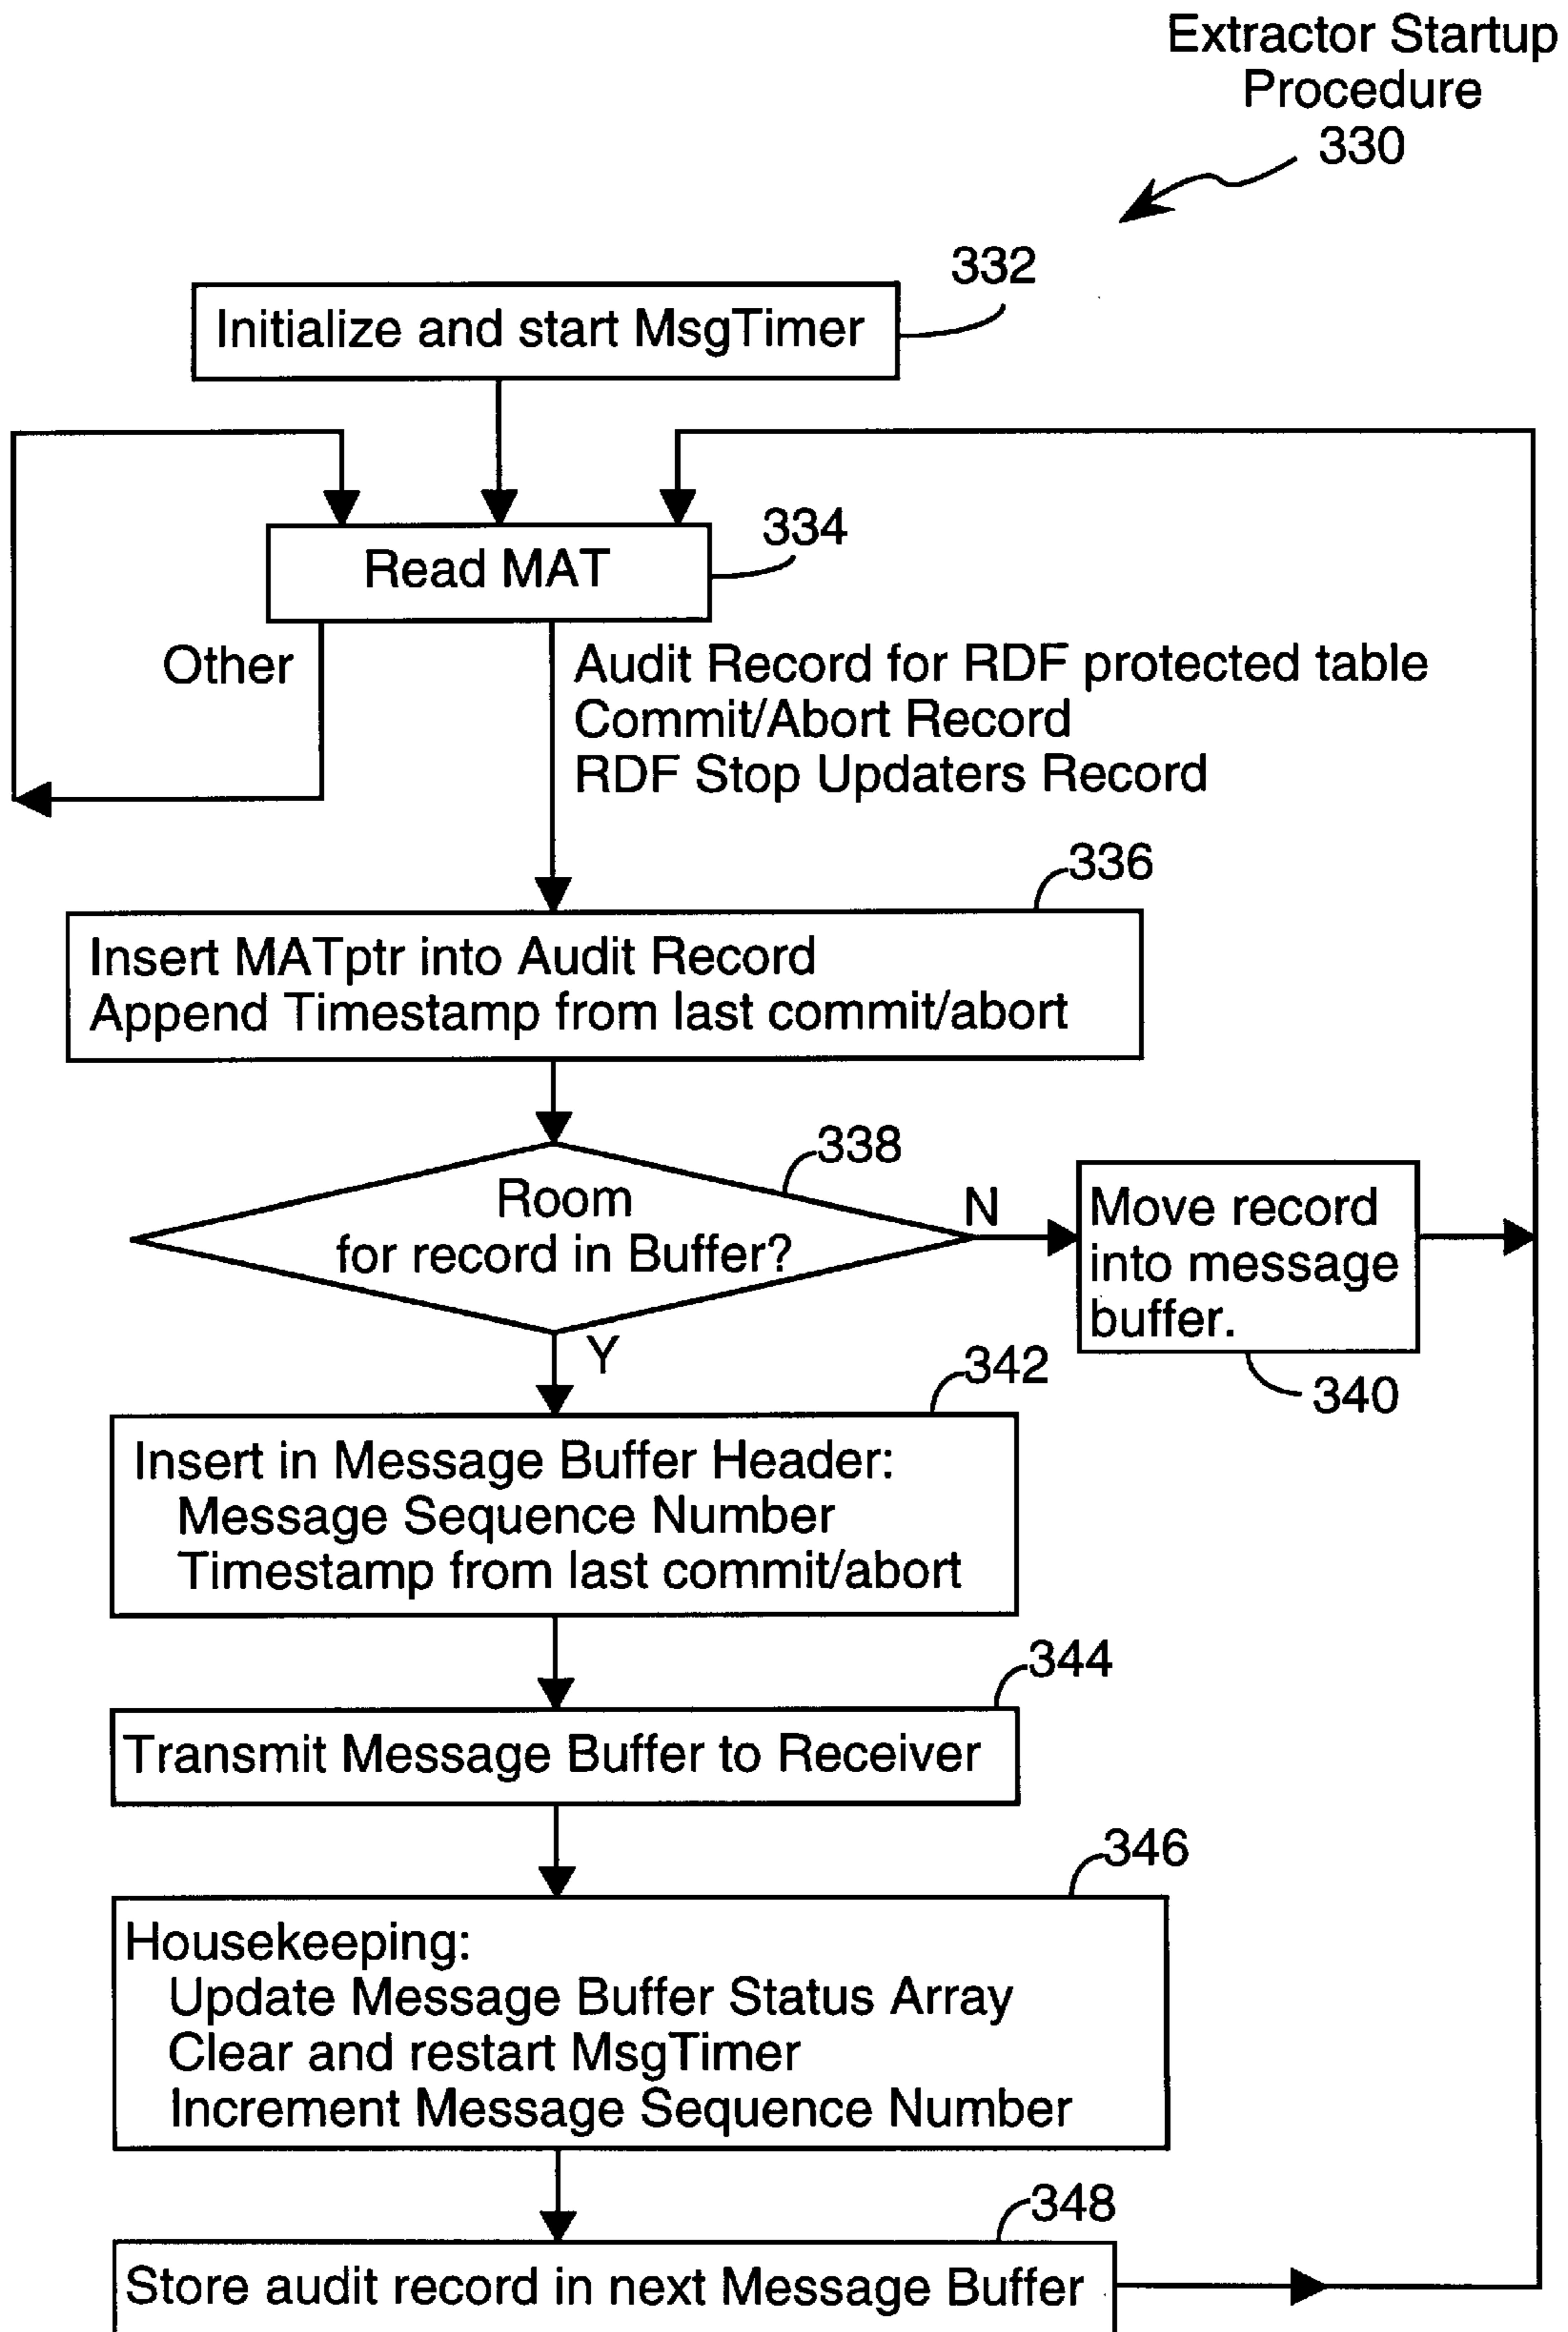 Extractor Startup
Procedure
330
332
Initialize and start MsgTimer
334
Read MAT
Other
Audit Record for RDF protected table
Commit/Abort Record
RDF Stop Updaters Record
336
Insert MATptr into Audit Record
Append Timestamp from last commit/abort
338
Room
for record in Buffer?
N
Move record
into message
buffer.
340
Y
342
Insert in Message Buffer Header:
Message Sequence Number
Timestamp from last commit/abort
344
Transmit Message Buffer to Receiver
346
Housekeeping:
Update Message Buffer Status Array
Clear and restart MsgTimer
Increment Message Sequence Number
348
Store audit record in next Message Buffer